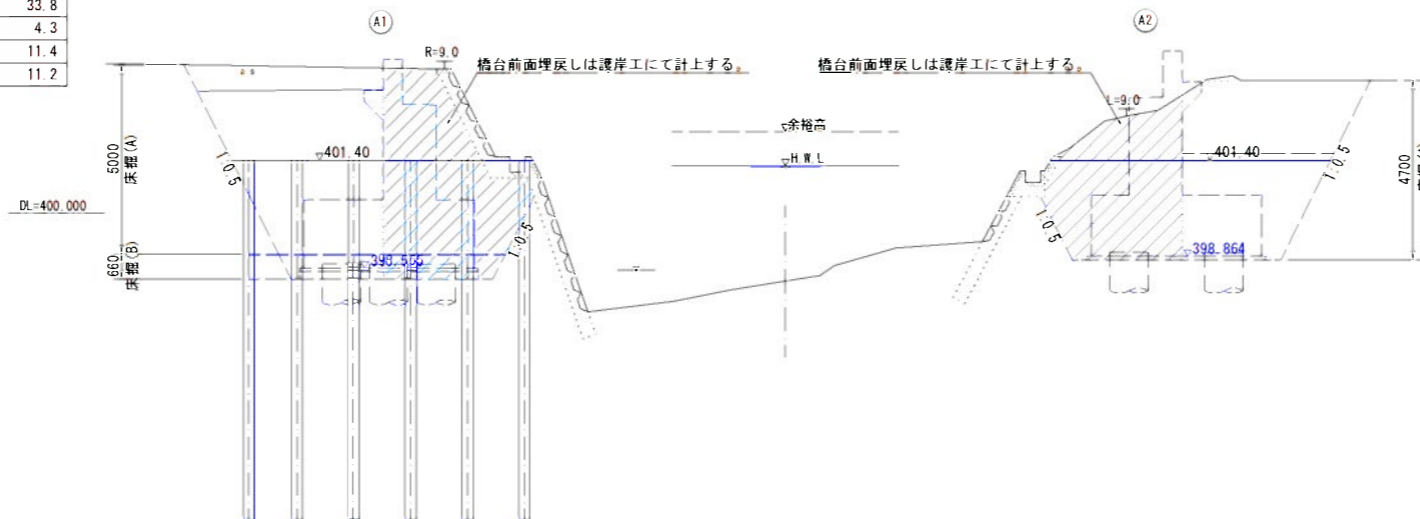 33.8
4.3
11.4
11.2
A1
A2
R=9.0
橋台前面埋戻しは護岸工にて計上する。
橋台前面埋戻しは護岸工にて計上する。
L=9.0
余裕高
H.W.L
401.40
401.40
5000
床掘(A)
1:0.5
1:0.5
1:0.5
1:0.5
4700
DL=400.000
660
床掘(B)
398.864